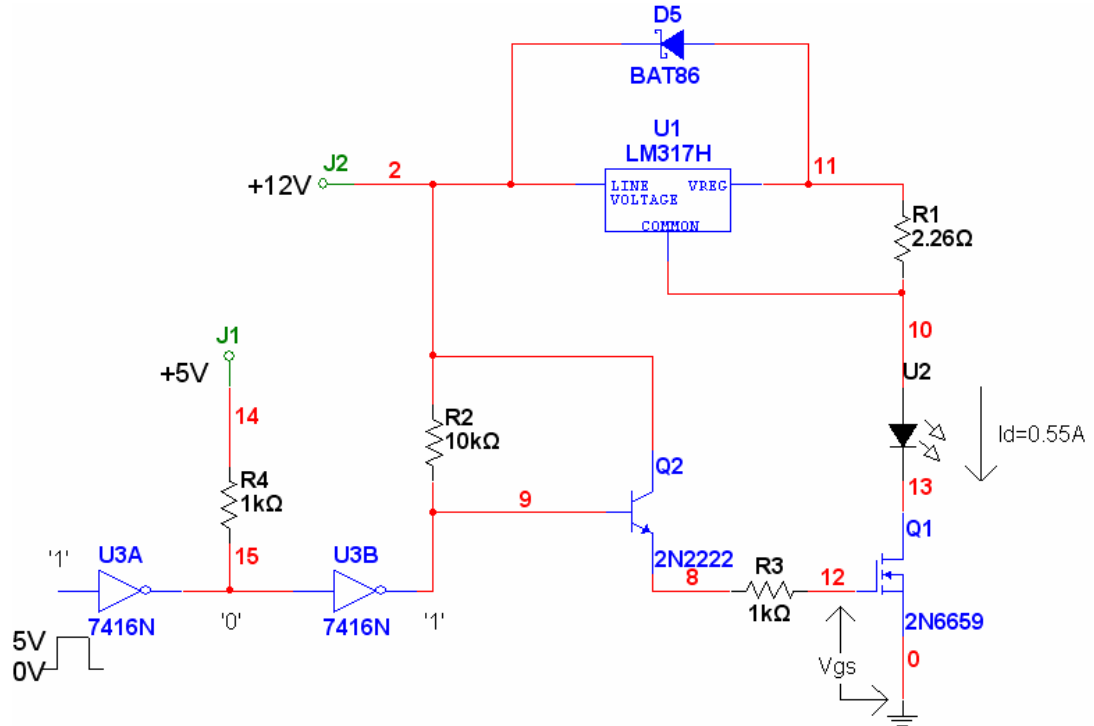 D5
BAT86
U1
LM317H
J2
2
11
+12V
LINE VOLTAGE
VREG
COMMON
R1
2.26Ω
10
J1
+5V
U2
14
R2
10kΩ
Id=0.55A
Q2
R4
1kΩ
9
13
15
Q1
'1'
U3A
U3B
2N2222
R3
8
12
1kΩ
7416N
'0'
7416N
'1'
2N6659
5V
0V
Vgs
0